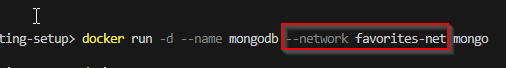 ting-setup> docker run -d --name mongodb --network favorites-net mongo